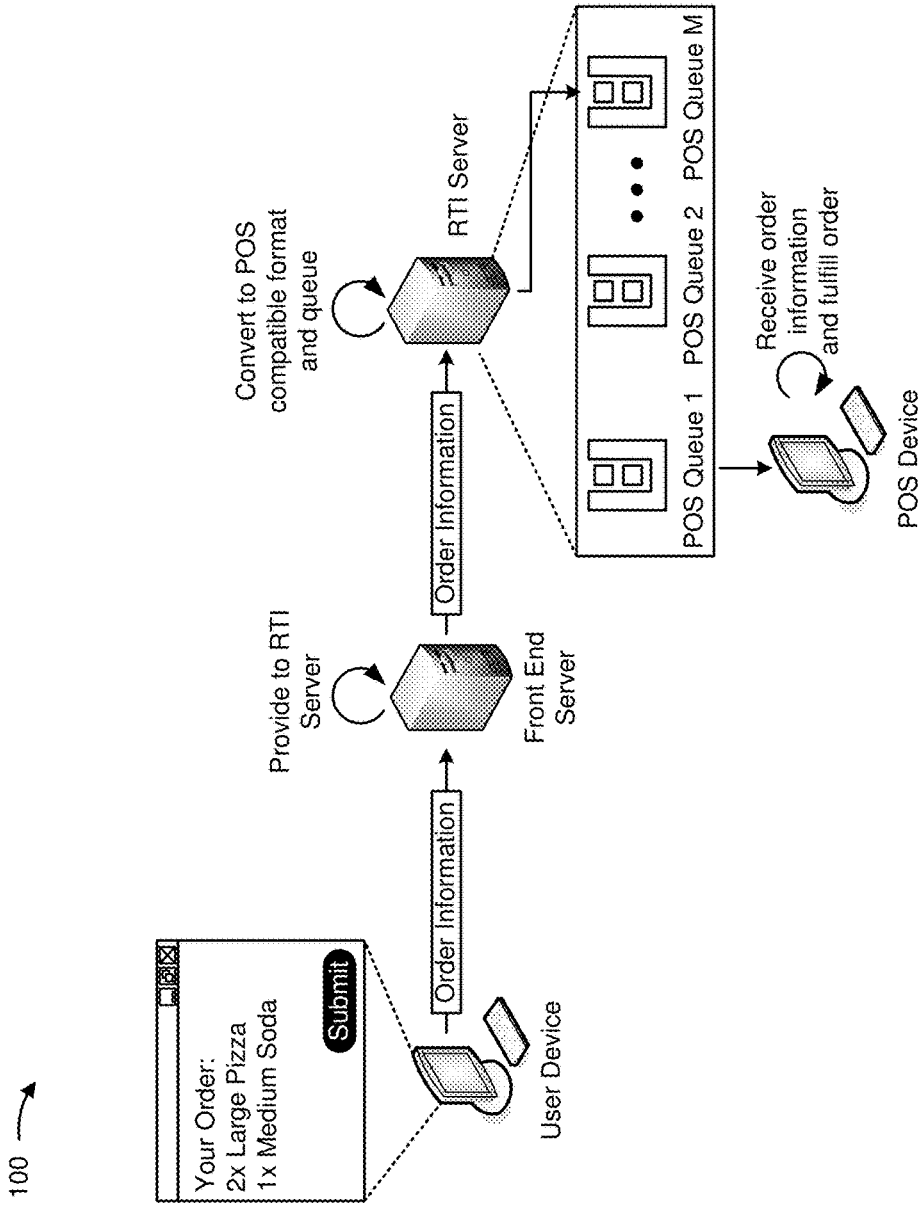 100
Your Order:
2x Large Pizza
1x Medium Soda
Submit
User Device
Order Information
Provide to RTI
Server
Front End
Server
Order Information
Convert to POS
compatible format
and queue
RTI Server
POS Queue 1
POS Queue 2
POS Queue M
Receive order
information
and fulfill order
POS Device